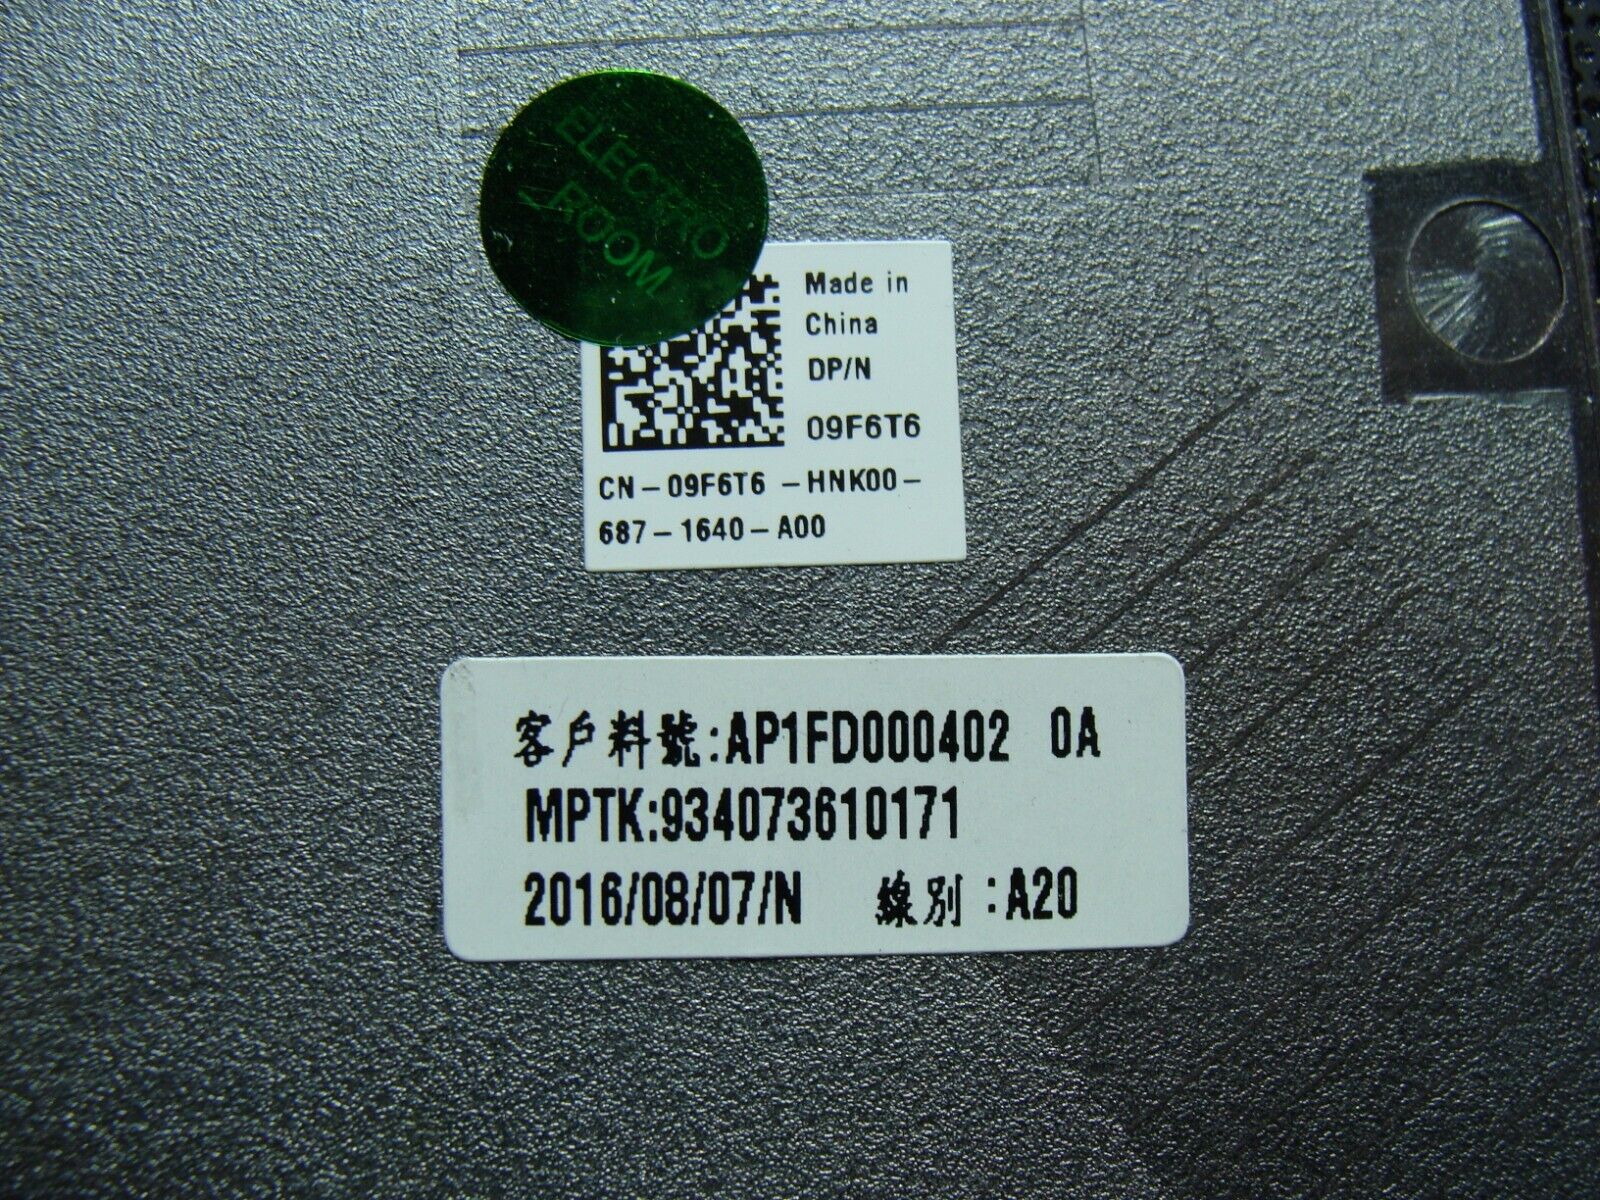 ELECTRO
ROOM
Made in
China
DP/N
09F6T6
CN-09F6T6 -HNK00-
687-1640-A00
客戶料號:AP1FD000402 0A
MPTK:934073610171
2016/08/07/N 線別:A20